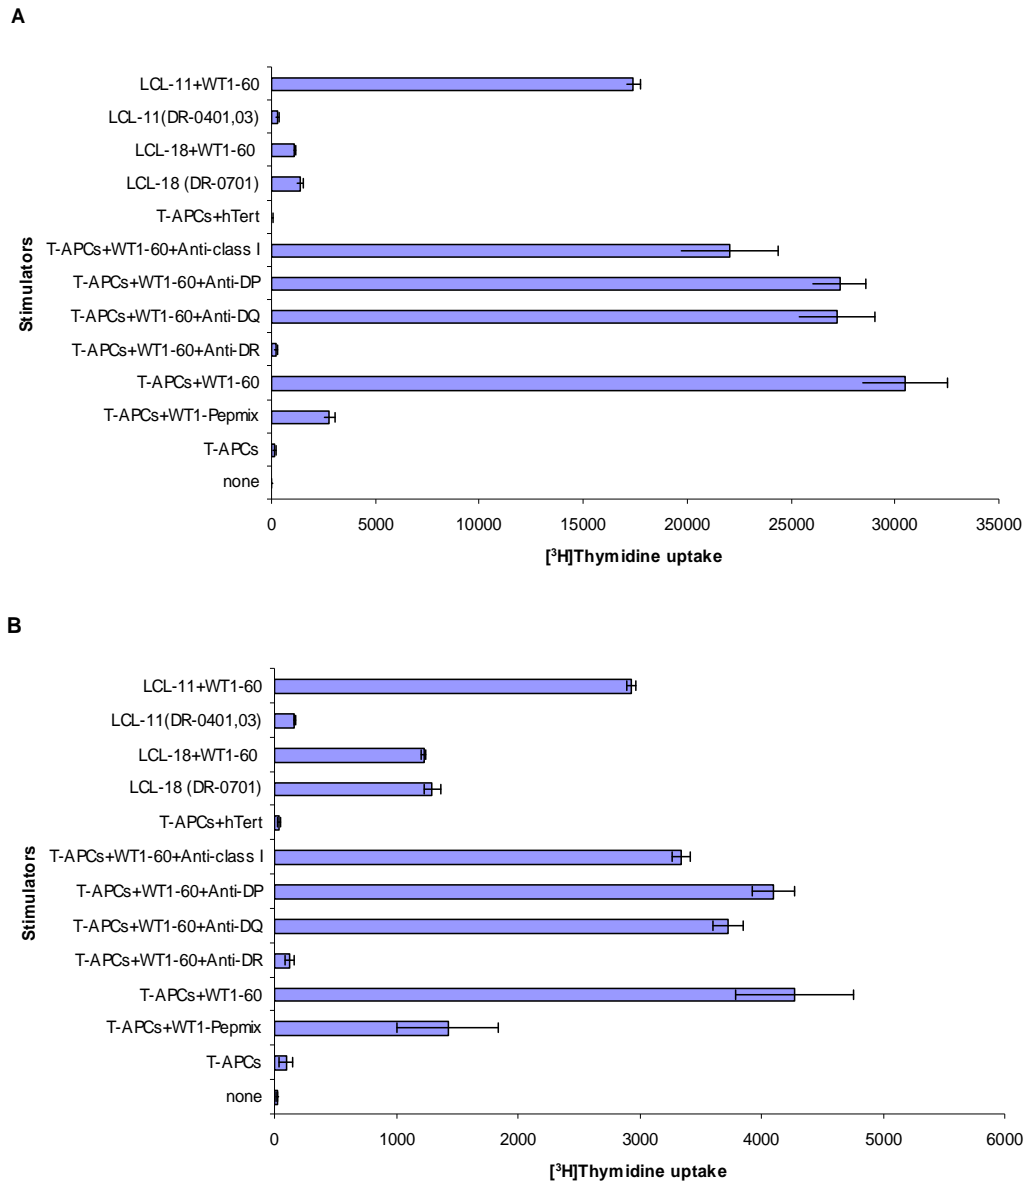 A
LCL-11+WT1-60
LCL-11(DR-0401,03)
LCL-18+WT1-60
LCL-18 (DR-0701)
T-APCs+hTert
T-APCs+WT1-60+Anti-class I
T-APCs+WT1-60+Anti-DP
T-APCs+WT1-60+Anti-DQ
T-APCs+WT1-60+Anti-DR
T-APCs+WT1-60
T-APCs+WT1-Pepmix
T-APCs
none
Stimulators
0 5000 10000 15000 20000 25000 30000 35000
[³H]Thymidine uptake
B
LCL-11+WT1-60
LCL-11(DR-0401,03)
LCL-18+WT1-60
LCL-18 (DR-0701)
T-APCs+hTert
T-APCs+WT1-60+Anti-class I
T-APCs+WT1-60+Anti-DP
T-APCs+WT1-60+Anti-DQ
T-APCs+WT1-60+Anti-DR
T-APCs+WT1-60
T-APCs+WT1-Pepmix
T-APCs
none
Stimulators
0 1000 2000 3000 4000 5000 6000
[³H]Thymidine uptake